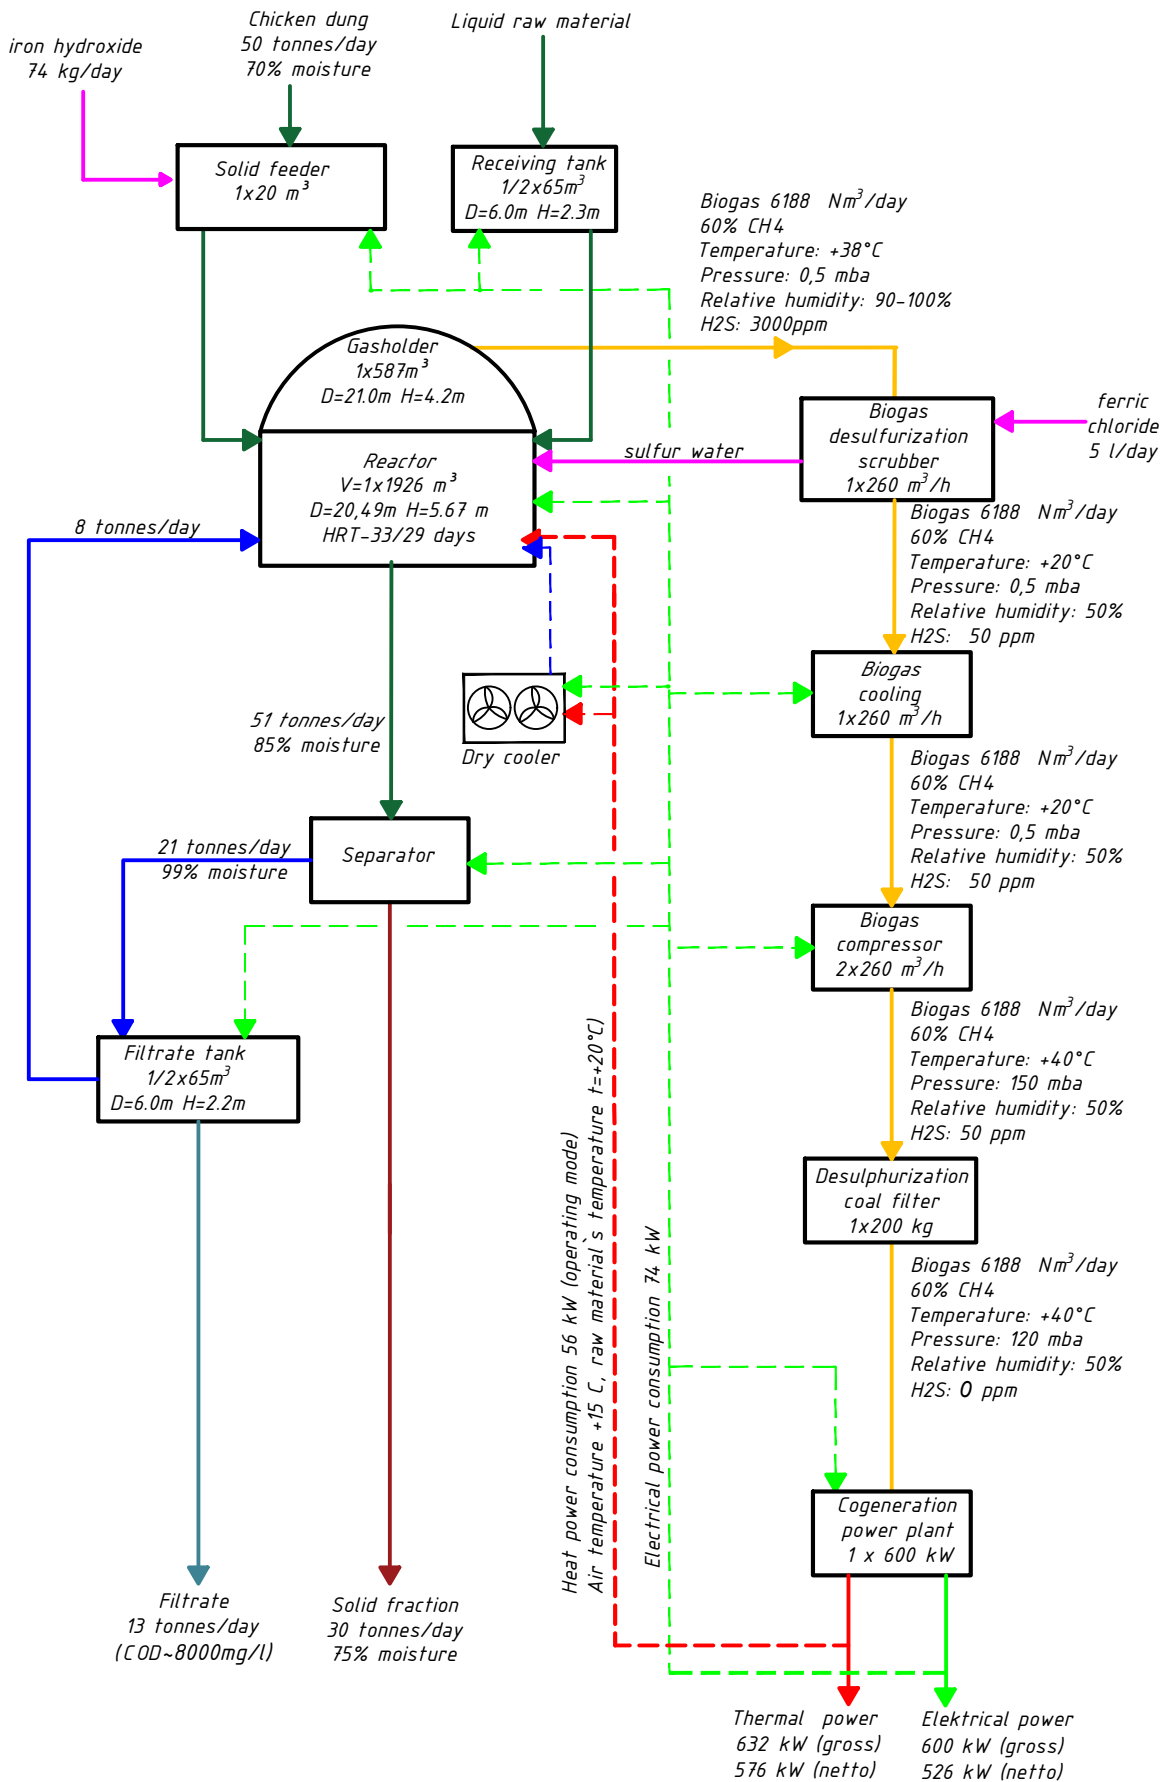 Chicken dung
50 tonnes/day
70% moisture
Liquid raw material
iron hydroxide
74 kg/day
Solid feeder
1x20 m³
Receiving tank
1/2x65m³
D=6.0m H=2.3m
Biogas 6188 Nm³/day
60% CH4
Temperature: +38°C
Pressure: 0,5 mba
Relative humidity: 90-100%
H2S: 3000ppm
Gasholder
1x587m³
D=21.0m H=4.2m
Reactor
V=1x1926 m³
D=20,49m H=5.67 m
HRT-33/29 days
sulfur water
Biogas
desulfurization
scrubber
1x260 m³/h
ferric
chloride
5 l/day
8 tonnes/day
Biogas 6188 Nm³/day
60% CH4
Temperature: +20°C
Pressure: 0,5 mba
Relative humidity: 50%
H2S: 50 ppm
Biogas
cooling
1x260 m³/h
51 tonnes/day
85% moisture
Dry cooler
Biogas 6188 Nm³/day
60% CH4
Temperature: +20°C
Pressure: 0,5 mba
Relative humidity: 50%
H2S: 50 ppm
Separator
21 tonnes/day
99% moisture
Biogas
compressor
2x260 m³/h
Filtrate tank
1/2x65m³
D=6.0m H=2.2m
Biogas 6188 Nm³/day
60% CH4
Temperature: +40°C
Pressure: 150 mba
Relative humidity: 50%
H2S: 50 ppm
Desulphurization
coal filter
1x200 kg
Heat power consumption 56 kW (operating mode)
Air temperature +15 C, raw material`s temperature t=+20°C)
Electrical power consumption 74 kW
Biogas 6188 Nm³/day
60% CH4
Temperature: +40°C
Pressure: 120 mba
Relative humidity: 50%
H2S: 0 ppm
Cogeneration
power plant
1 x 600 kW
Filtrate
13 tonnes/day
(COD~8000mg/l)
Solid fraction
30 tonnes/day
75% moisture
Thermal power
632 kW (gross)
576 kW (netto)
Elektrical power
600 kW (gross)
526 kW (netto)